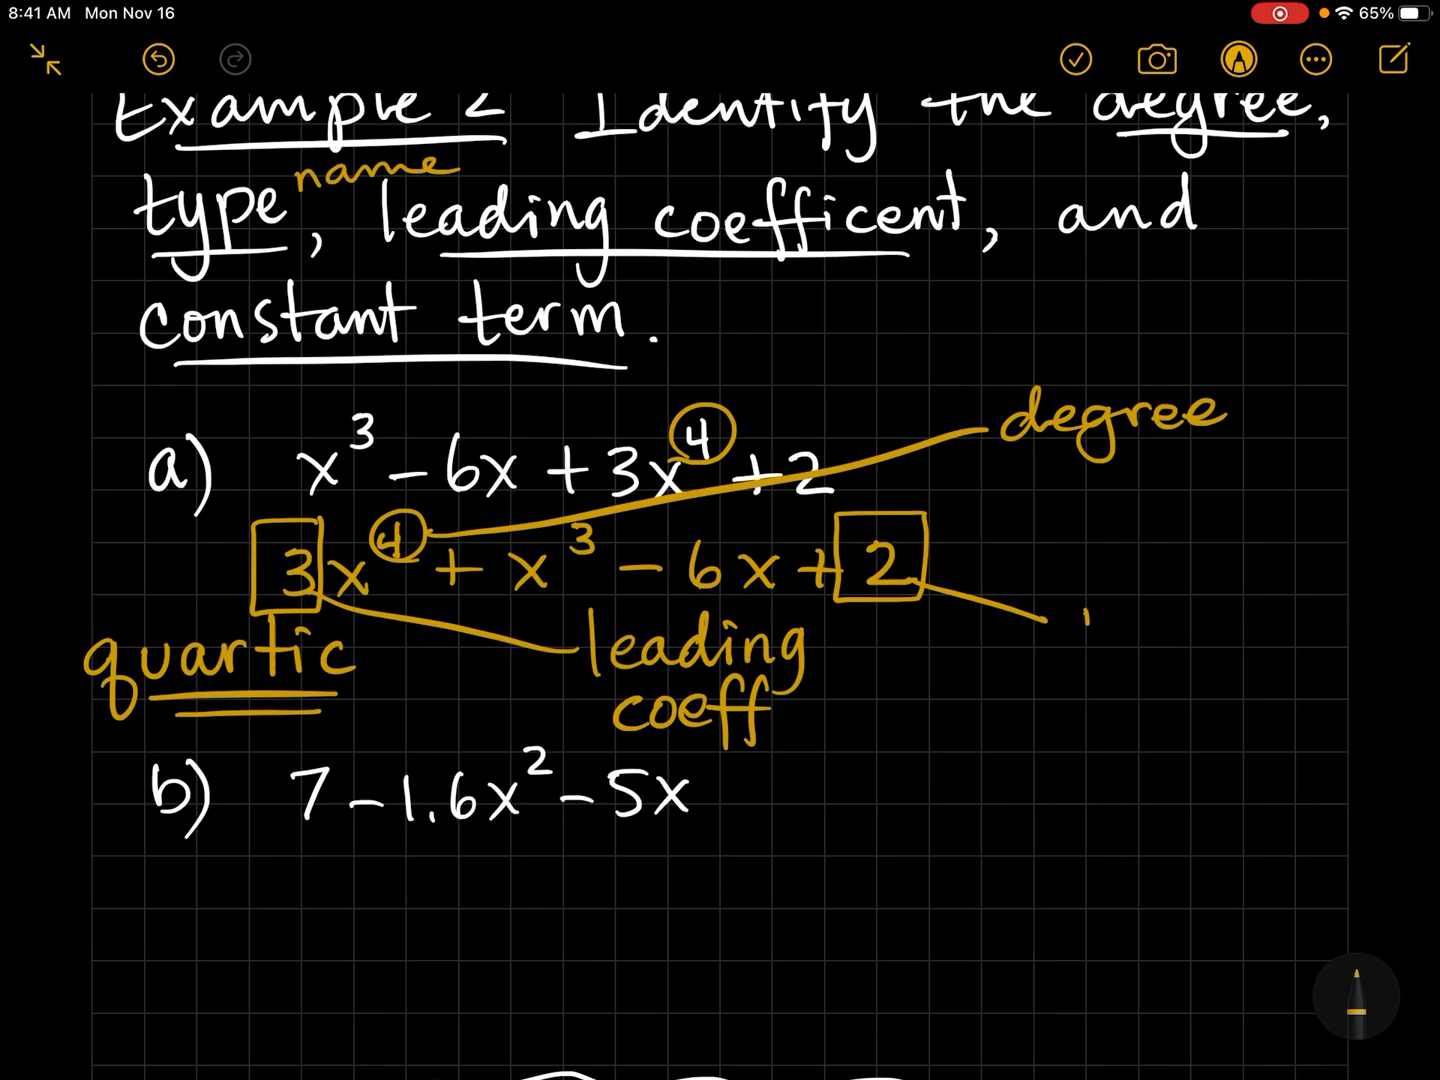 8:41 AM Mon Nov 16 65%
Example 2 Identify the degree,
name
type, leading coefficent, and
constant term.
degree
a) x³ - 6x + 3x⁴ + 2
3x⁴ + x³ - 6x + 2
quartic leading
coeff
b) 7 - 1.6x² - 5x